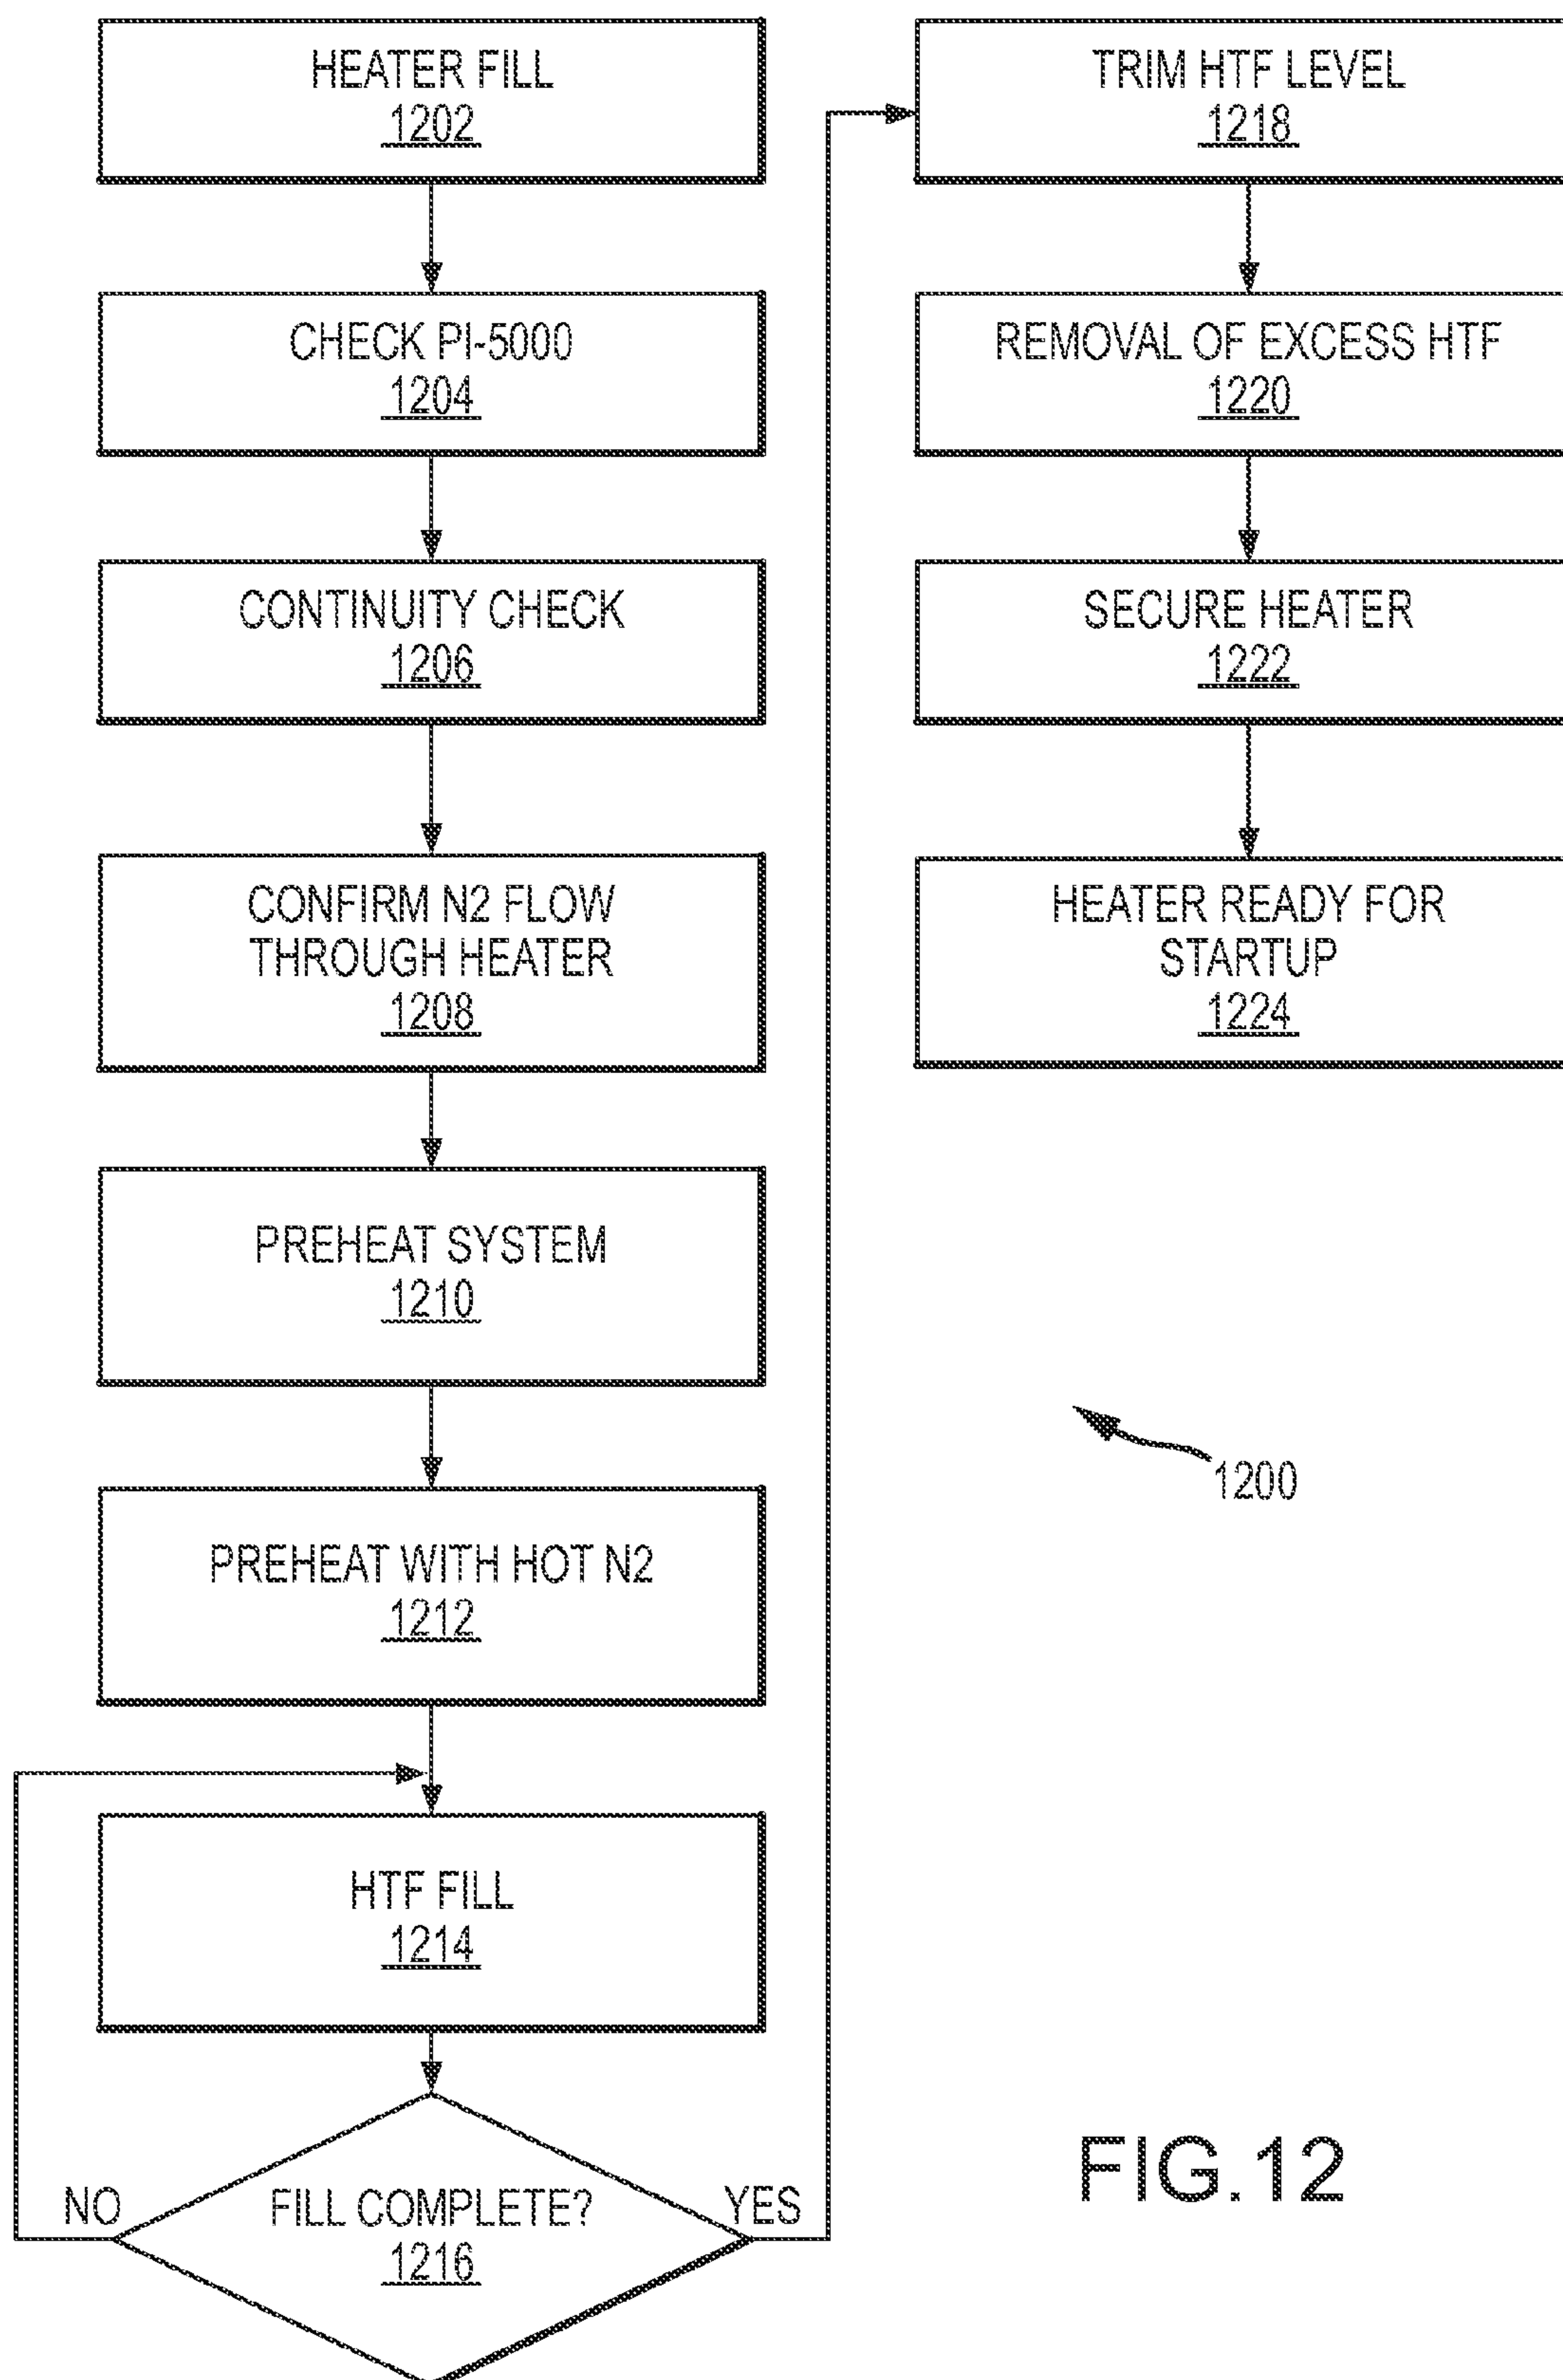 HEATER FILL
1202
CHECK PI-5000
1204
CONTINUITY CHECK
1206
CONFIRM N2 FLOW
THROUGH HEATER
1208
PREHEAT SYSTEM
1210
PREHEAT WITH HOT N2
1212
HTF FILL
1214
NO
FILL COMPLETE?
YES
1216
TRIM HTF LEVEL
1218
REMOVAL OF EXCESS HTF
1220
SECURE HEATER
1222
HEATER READY FOR
STARTUP
1224
1200
FIG.12